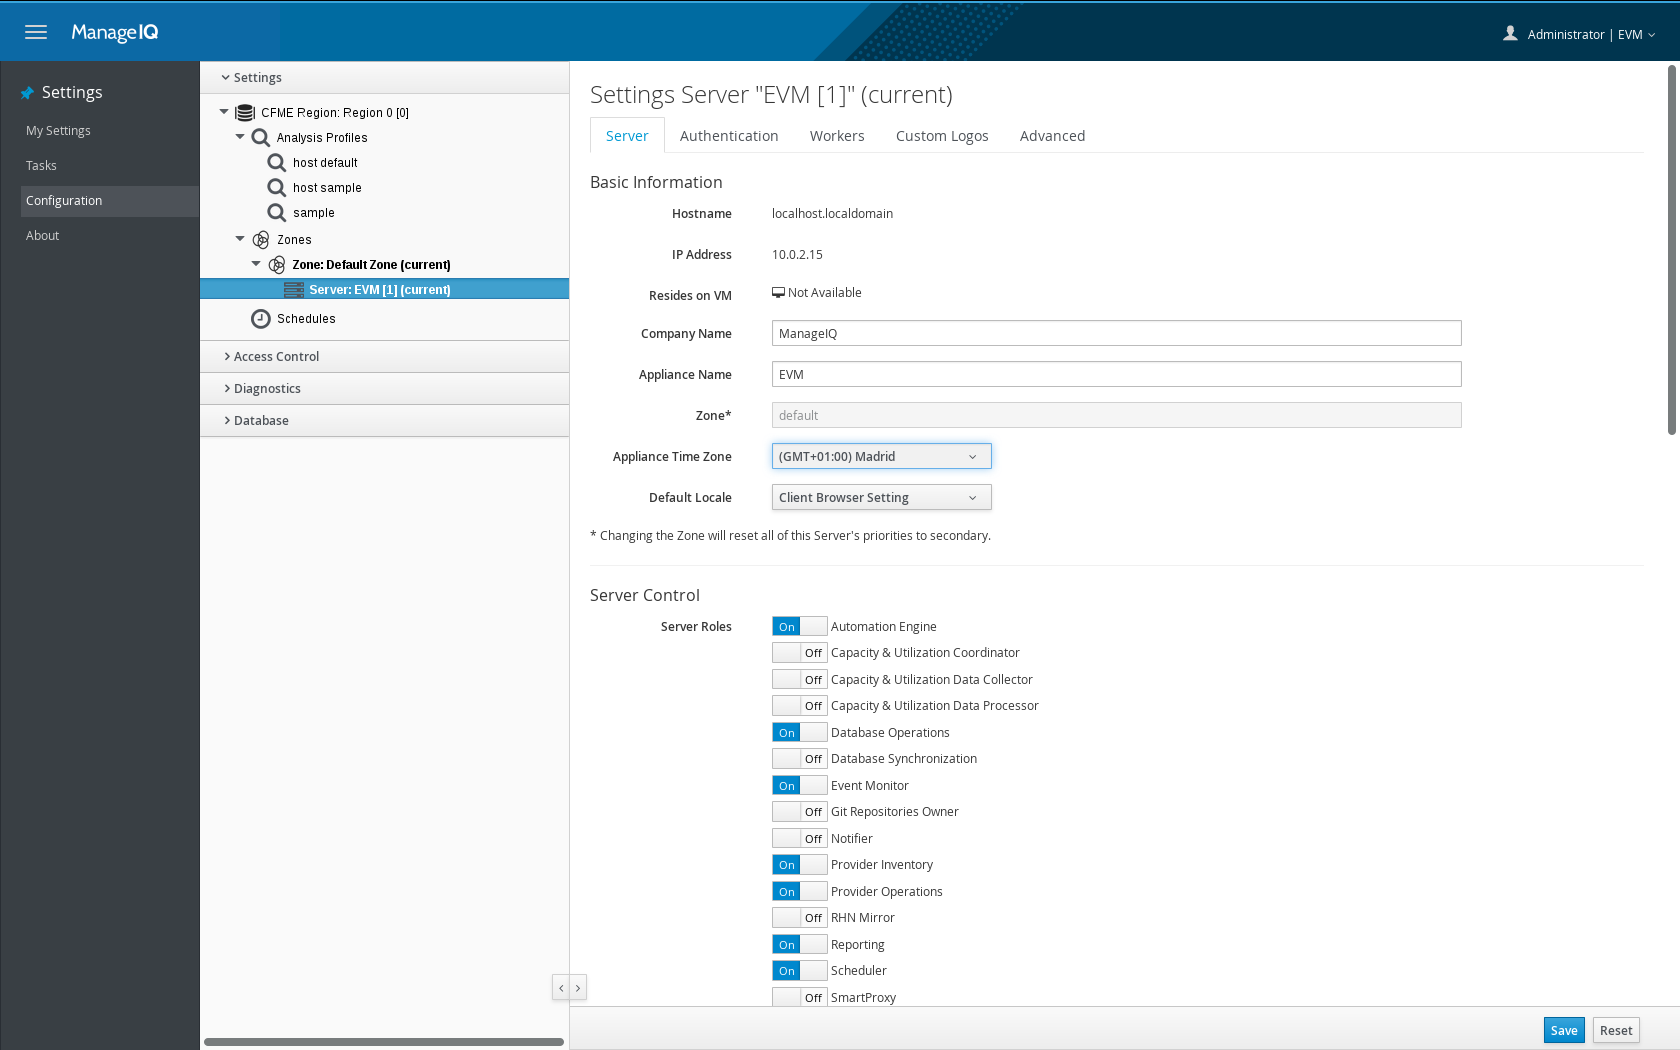 ManageIQ
Administrator | EVM
Settings
My Settings
Tasks
Configuration
About
Settings
CFME Region: Region 0 [0]
Analysis Profiles
host default
host sample
sample
Zones
Zone: Default Zone (current)
Server: EVM [1] (current)
Schedules
Access Control
Diagnostics
Database
Settings Server "EVM [1]" (current)
Server Authentication Workers Custom Logos Advanced
Basic Information
Hostname localhost.localdomain
IP Address 10.0.2.15
Resides on VM Not Available
Company Name ManageIQ
Appliance Name EVM
Zone* default
Appliance Time Zone (GMT+01:00) Madrid
Default Locale Client Browser Setting
* Changing the Zone will reset all of this Server's priorities to secondary.
Server Control
Server Roles On Automation Engine
Off Capacity & Utilization Coordinator
Off Capacity & Utilization Data Collector
Off Capacity & Utilization Data Processor
On Database Operations
Off Database Synchronization
On Event Monitor
Off Git Repositories Owner
Off Notifier
On Provider Inventory
On Provider Operations
Off RHN Mirror
On Reporting
On Scheduler
Off SmartProxy
Save Reset